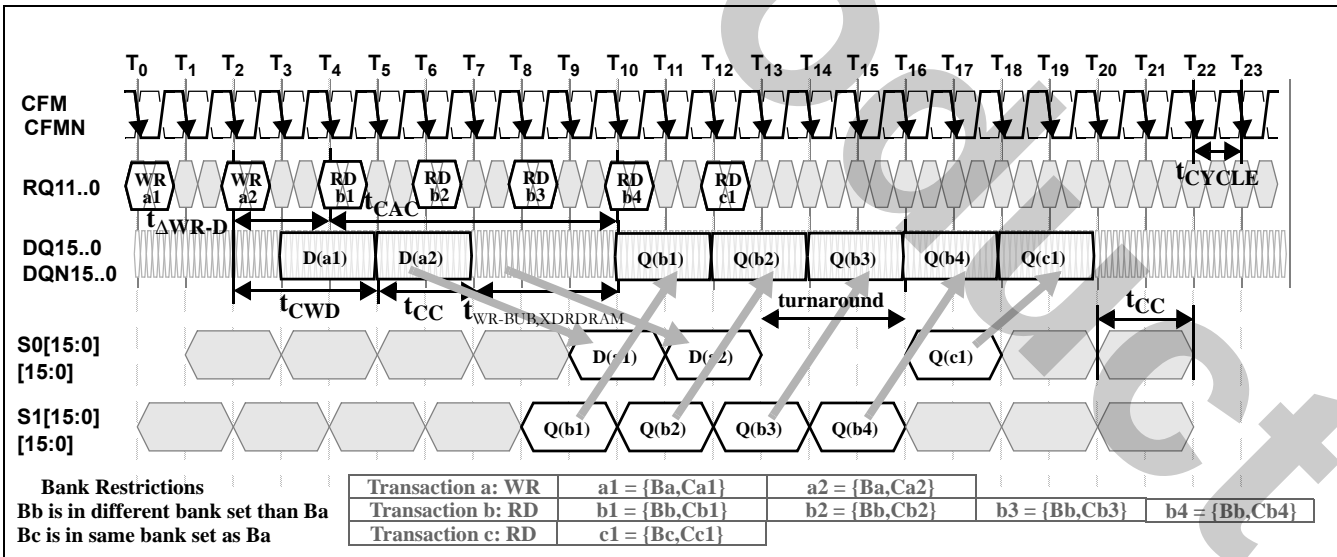 T0 T1 T2 T3 T4 T5 T6 T7 T8 T9 T10 T11 T12 T13 T14 T15 T16 T17 T18 T19 T20 T21 T22 T23
CFM
CFMN
tCYCLE
RQ11..0
WR a1
WR a2
RD b1
RD b2
RD b3
RD b4
RD c1
tΔWR-D
tCAC
DQ15..0
DQN15..0
D(a1) D(a2) Q(b1) Q(b2) Q(b3) Q(b4) Q(c1)
tCWD
tCC
tWR-BUB,XDRDRAM
turnaround
tCC
S0[15:0]
[15:0]
D(a1) D(a2) Q(c1)
S1[15:0]
[15:0]
Q(b1) Q(b2) Q(b3) Q(b4)
Bank Restrictions
Bb is in different bank set than Ba
Bc is in same bank set as Ba
Transaction a: WR a1 = {Ba,Ca1} a2 = {Ba,Ca2}
Transaction b: RD b1 = {Bb,Cb1} b2 = {Bb,Cb2} b3 = {Bb,Cb3} b4 = {Bb,Cb4}
Transaction c: RD c1 = {Bc,Cc1}
oduct